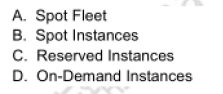 A. Spot Fleet
B. Spot Instances
C. Reserved Instances
D. On-Demand Instances